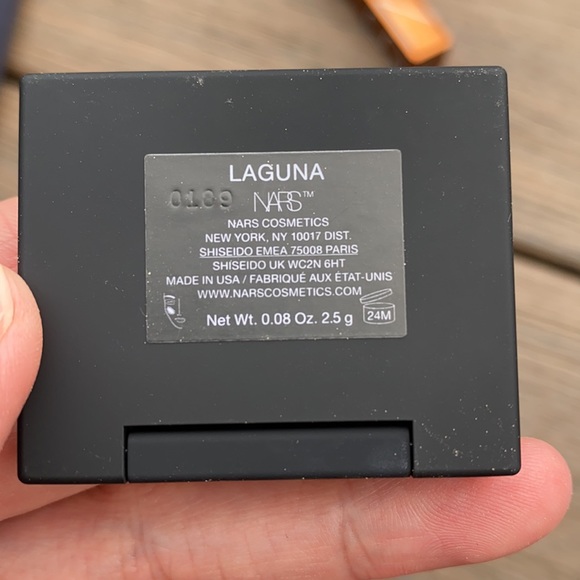 LAGUNA
0189 NARS™
NARS COSMETICS
NEW YORK, NY 10017 DIST.
SHISEIDO EMEA 75008 PARIS
SHISEIDO UK WC2N 6HT
MADE IN USA / FABRIQUÉ AUX ÉTAT-UNIS
WWW.NARSCOSMETICS.COM
Net Wt. 0.08 Oz. 2.5 g
24M